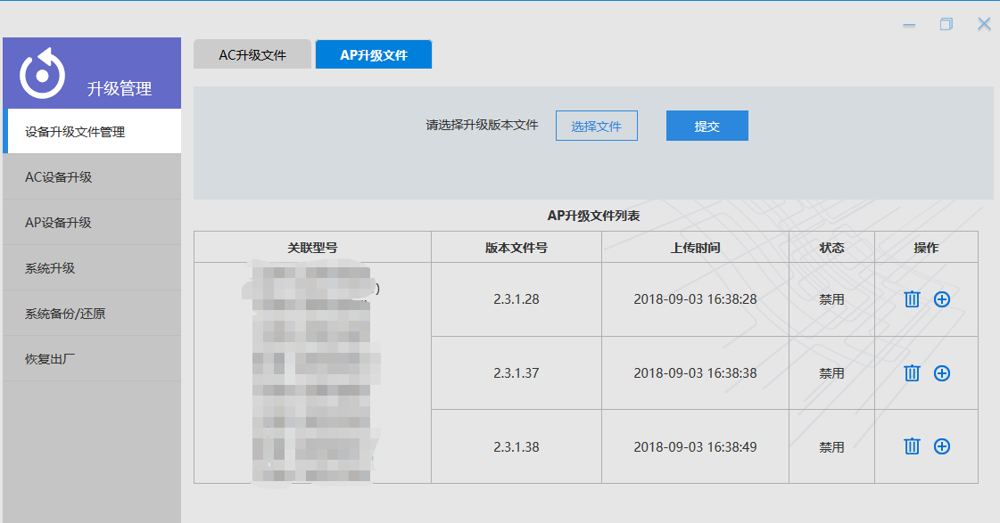 升级管理
设备升级文件管理
AC设备升级
AP设备升级
系统升级
系统备份/还原
恢复出厂
AC升级文件
AP升级文件
请选择升级版本文件 选择文件 提交
AP升级文件列表
关联型号 版本文件号 上传时间 状态 操作
2.3.1.28 2018-09-03 16:38:28 禁用
2.3.1.37 2018-09-03 16:38:38 禁用
2.3.1.38 2018-09-03 16:38:49 禁用